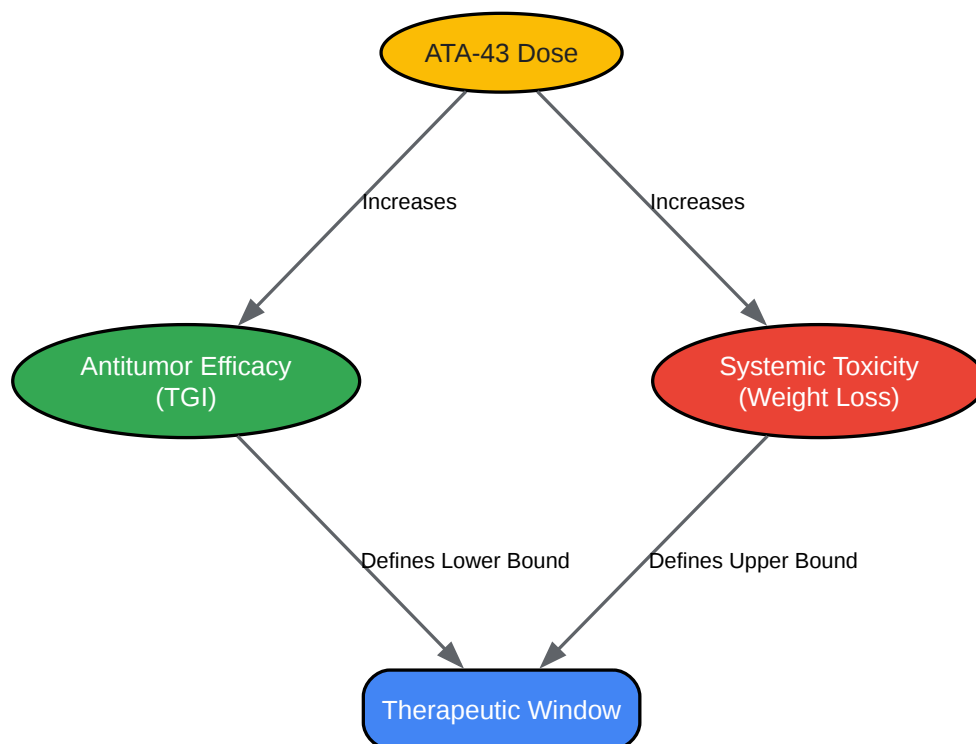 ATA-43 Dose
Increases
Increases
Antitumor Efficacy
(TGI)
Systemic Toxicity
(Weight Loss)
Defines Lower Bound
Defines Upper Bound
Therapeutic Window